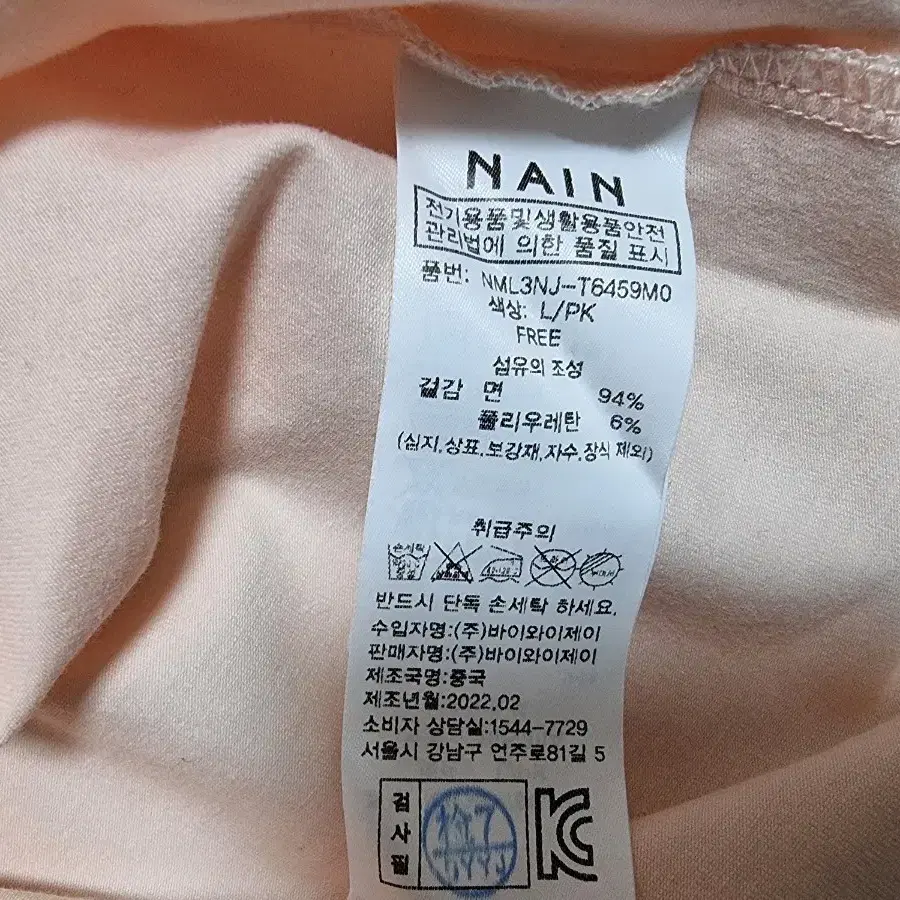 NAIN
전기용품및생활용품안전
관리법에 의한 품질 표시
품번: NML3NJ-T6459M0
색상: L/PK
FREE
섬유의 조성
겉감 면 94%
폴리우레탄 6%
(심지,상표,보강재,자수,장식 제외)
취급주의
손세탁
반드시 단독 손세탁 하세요.
수입자명:(주)바이와이제이
판매자명:(주)바이와이제이
제조국명:중국
제조년월:2022.02
소비자 상담실:1544-7729
서울시 강남구 언주로81길 5
검사필
檢7
KC